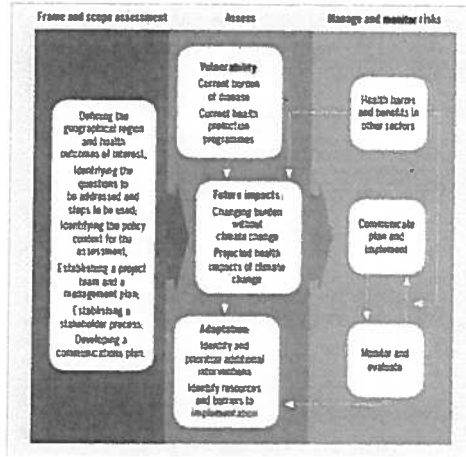 Frame and scope assessment
Assess
Manage and monitor risks
Defining the
geographical region
and health
outcomes of interest,
Identifying the
questions to
be addressed and
steps to be used;
Identifying the policy
context for the
assessment,
Establishing a project
team and a
management plan;
Establishing a
stakeholder process;
Developing a
communications plan.
Vulnerability:
Current burden
of disease
Current health
protection
programmes
Future impacts:
Changing burden
without
climate change
Projected health
impacts of climate
change
Adaptation:
Identify and
prioritize additional
interventions
Identify resources
and barriers to
implementation
Health harms
and benefits in
other sectors
Communicate
plan and
implement
Monitor and
evaluate